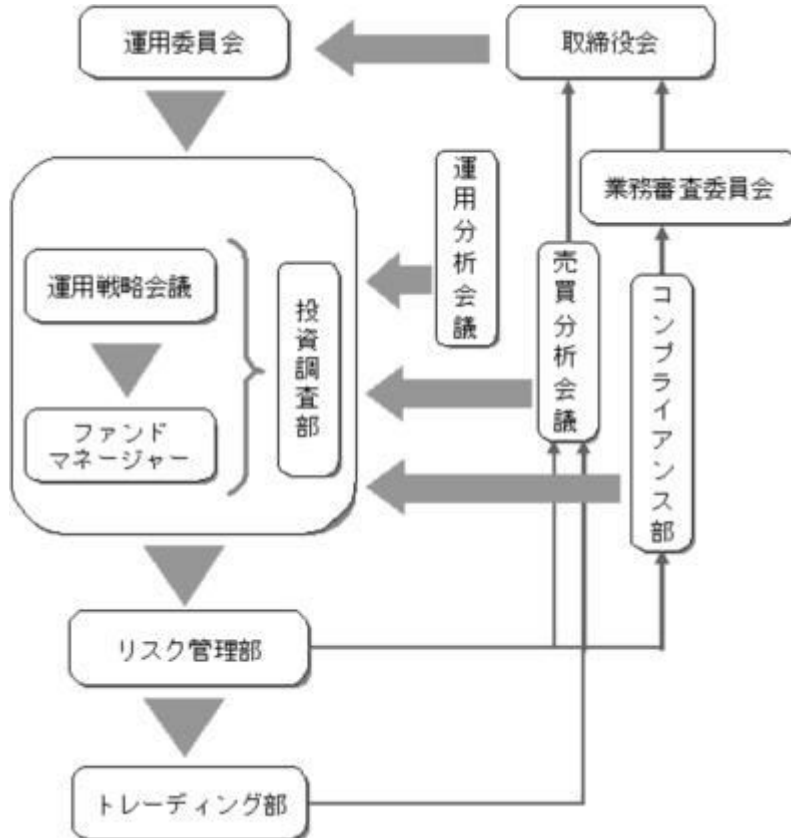 運用委員会
取締役会
運用分析会議
業務審査委員会
売買分析会議
コンプライアンス部
運用戦略会議
投資調査部
ファンド
マネージャー
リスク管理部
トレーディング部